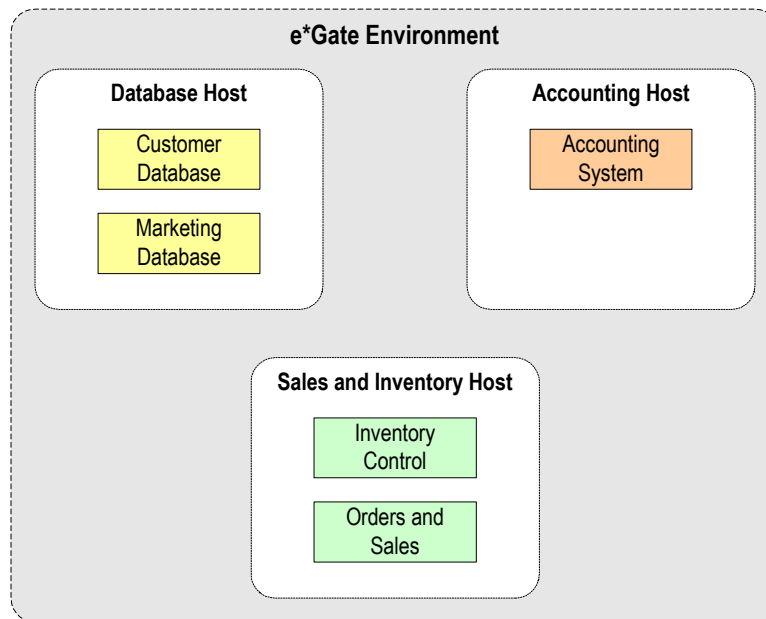 e*Gate Environment
Database Host
Customer
Database
Marketing
Database
Accounting Host
Accounting
System
Sales and Inventory Host
Inventory
Control
Orders and
Sales